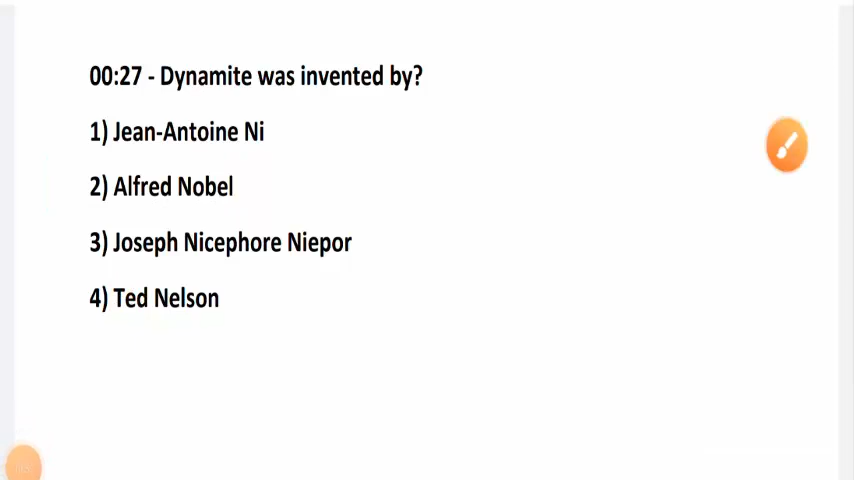 00:27 - Dynamite was invented by?
1) Jean-Antoine Ni
2) Alfred Nobel
3) Joseph Nicephore Niepor
4) Ted Nelson